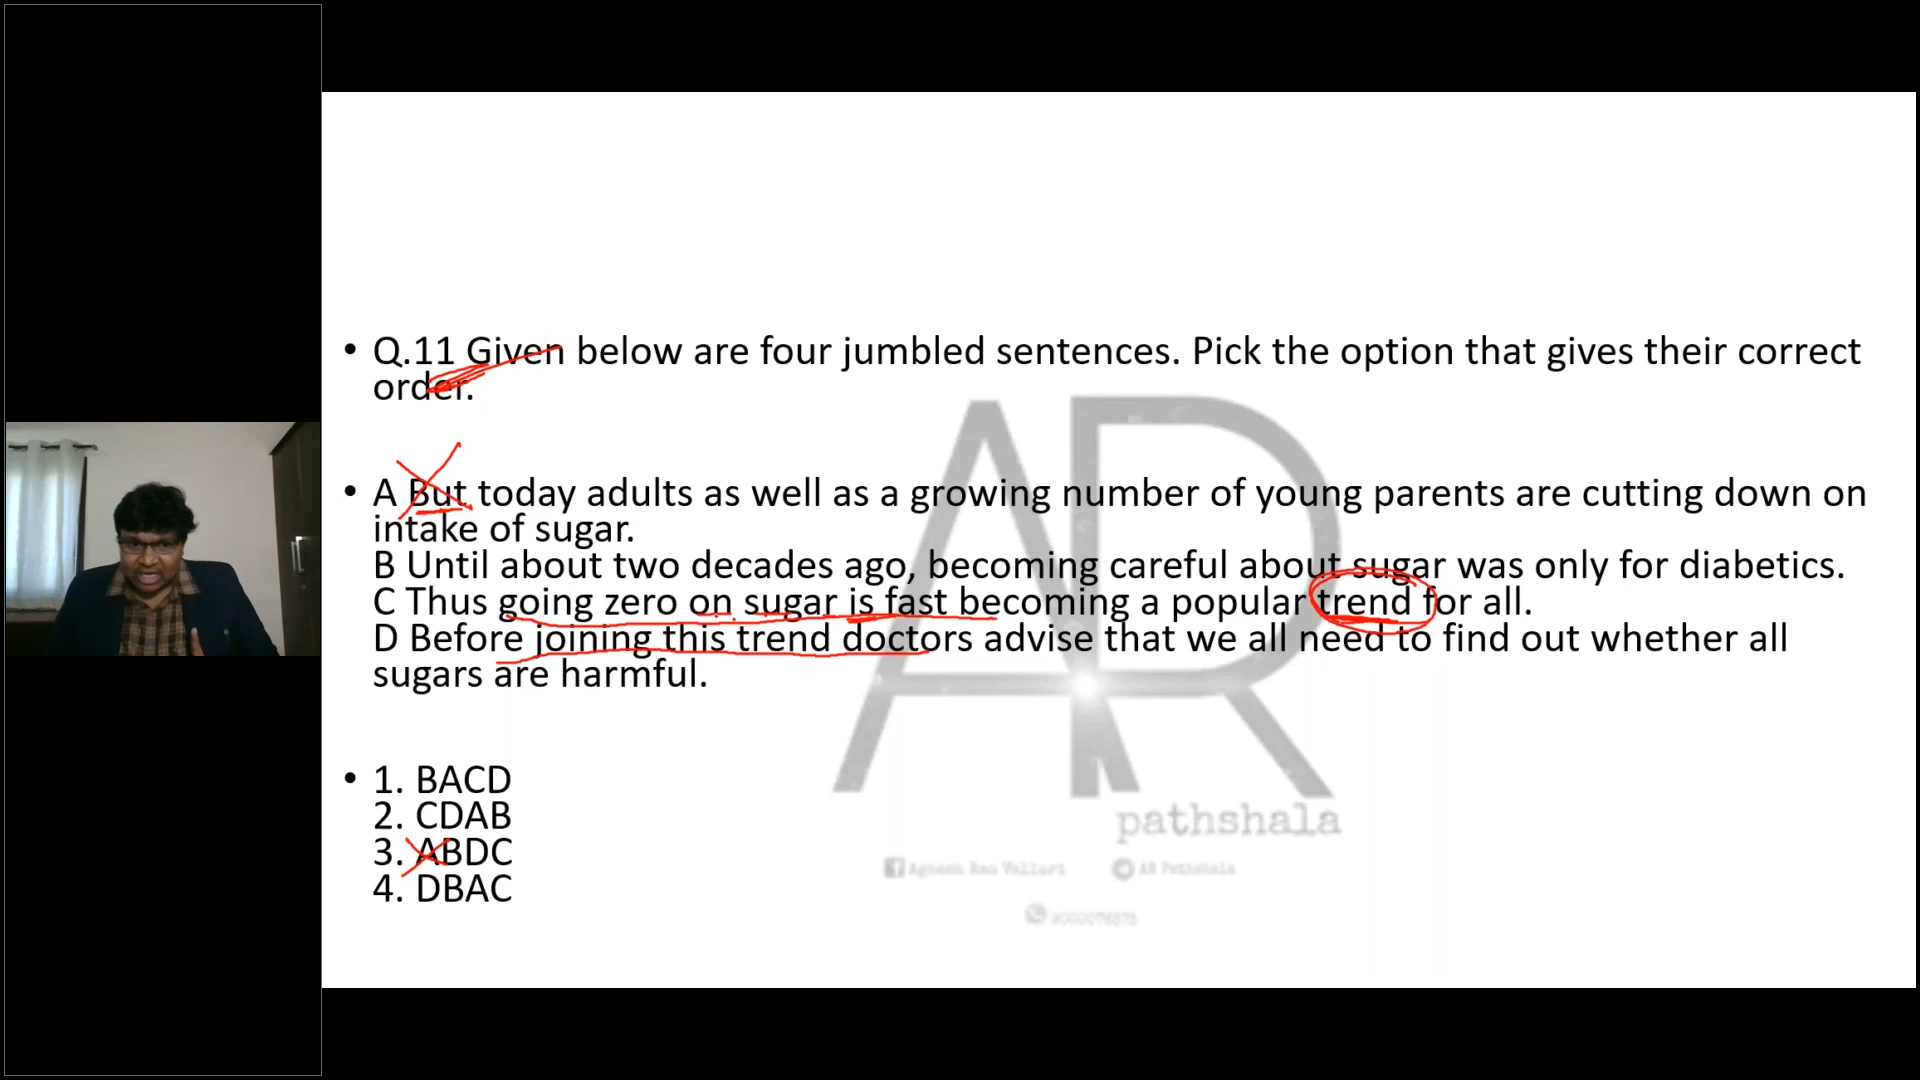 Q.11 Given below are four jumbled sentences. Pick the option that gives their correct
order.
A But today adults as well as a growing number of young parents are cutting down on
intake of sugar.
B Until about two decades ago, becoming careful about sugar was only for diabetics.
C Thus going zero on sugar is fast becoming a popular trend for all.
D Before joining this trend doctors advise that we all need to find out whether all
sugars are harmful.
1. BACD
2. CDAB
3. ABDC
4. DBAC
AR
pathshala
AR Pathshala